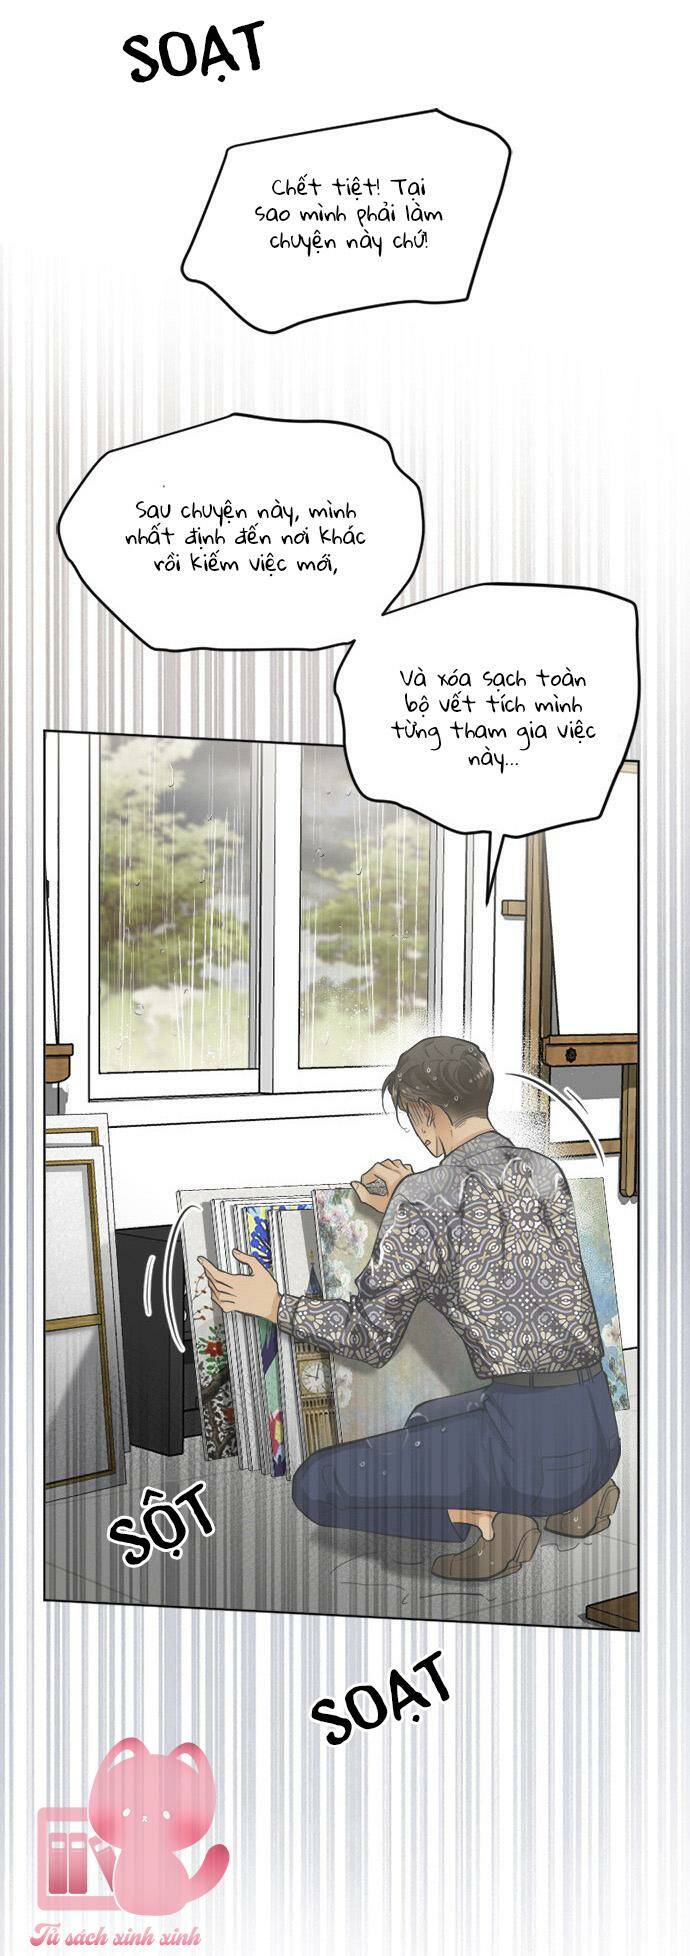 SOẠT
Chết tiệt! Tại
sao mình phải làm
chuyện này chứ!
Sau chuyện này, mình
nhất định đến nơi khác
rồi kiếm việc mới,
Và xóa sạch toàn
bộ vết tích mình
từng tham gia việc
này...
SỘT
SOẠT
Tủ sách xinh xinh